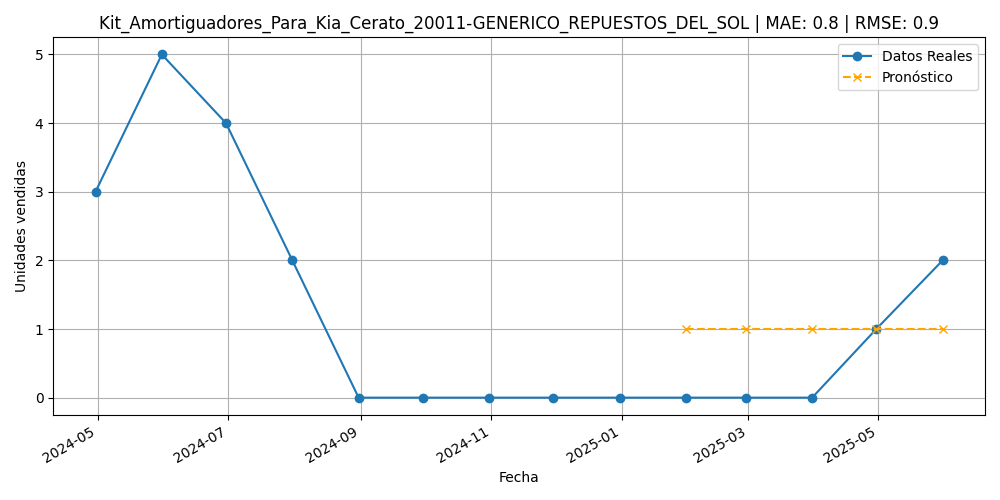 Kit_Amortiguadores_Para_Kia_Cerato_20011-GENERICO_REPUESTOS_DEL_SOL | MAE: 0.8 | RMSE: 0.9
Datos Reales
Pronóstico
Unidades vendidas
5
4
3
2
1
0
2024-05
2024-07
2024-09
2024-11
2025-01
2025-03
2025-05
Fecha